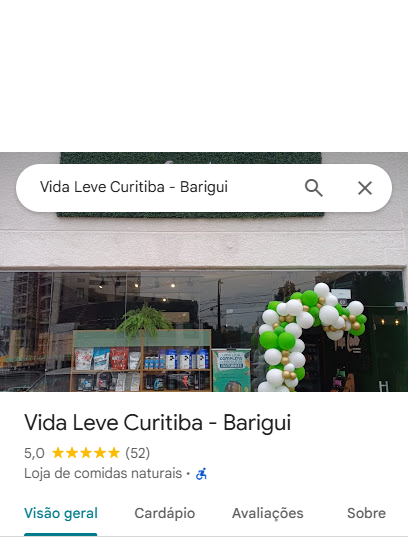 Vida Leve Curitiba - Barigui
Vida Leve Curitiba - Barigui
5,0 (52)
Loja de comidas naturais ·
Visão geral Cardápio Avaliações Sobre